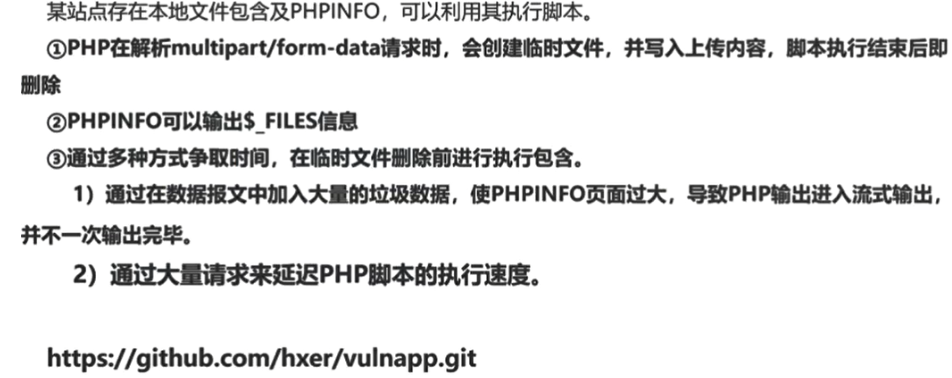 某站点存在本地文件包含及PHPINFO，可以利用其执行脚本。
①PHP在解析multipart/form-data请求时，会创建临时文件，并写入上传内容，脚本执行结束后即
删除
②PHPINFO可以输出$_FILES信息
③通过多种方式争取时间，在临时文件删除前进行执行包含。
1）通过在数据报文中加入大量的垃圾数据，使PHPINFO页面过大，导致PHP输出进入流式输出，
并不一次输出完毕。
2）通过大量请求来延迟PHP脚本的执行速度。
https://github.com/hxer/vulnapp.git